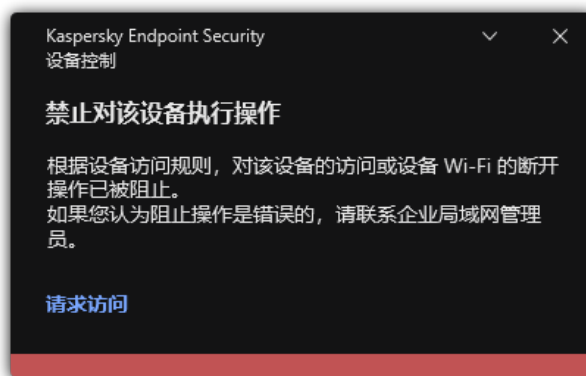 Kaspersky Endpoint Security
设备控制
禁止对该设备执行操作
根据设备访问规则，对该设备的访问或设备 Wi-Fi 的断开
操作已被阻止。
如果您认为阻止操作是错误的，请联系企业局域网管理
员。
请求访问